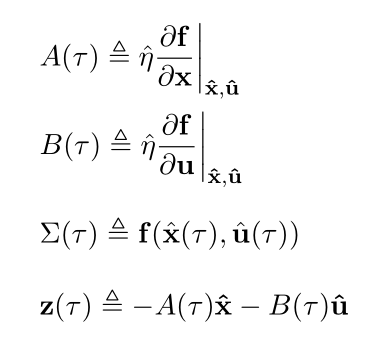 A(τ) ≜ η̂ ∂f/∂x |x̂,û
B(τ) ≜ η̂ ∂f/∂u |x̂,û
Σ(τ) ≜ f(x̂(τ), û(τ))
z(τ) ≜ −A(τ)x̂ − B(τ)û